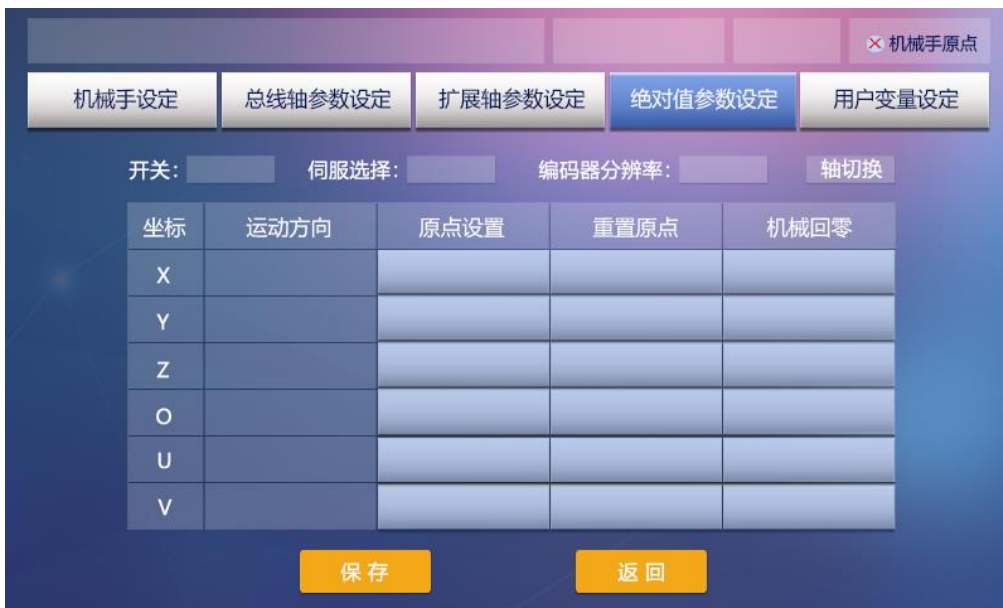 机械手原点
机械手设定 总线轴参数设定 扩展轴参数设定 绝对值参数设定 用户变量设定
开关: 伺服选择: 编码器分辨率: 轴切换
坐标 运动方向 原点设置 重置原点 机械回零
X
Y
Z
O
U
V
保存 返回